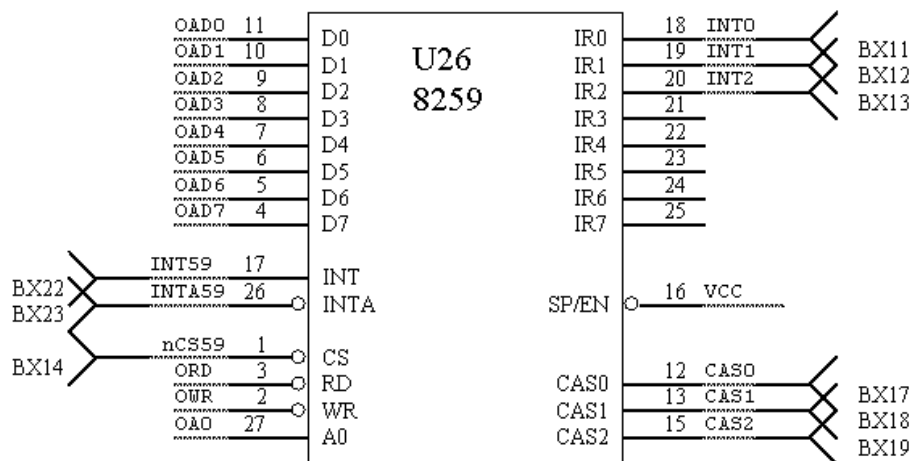 OAD0 11 D0 U26 IR0 18 INT0
OAD1 10 D1 8259 IR1 19 INT1 BX11
OAD2 9 D2 IR2 20 INT2 BX12
OAD3 8 D3 IR3 21 BX13
OAD4 7 D4 IR4 22
OAD5 6 D5 IR5 23
OAD6 5 D6 IR6 24
OAD7 4 D7 IR7 25
INT59 17 INT
BX22 INTA59 26 INTA SP/EN 16 VCC
BX23
nCS59 1 CS
BX14 ORD 3 RD CAS0 12 CAS0
OWR 2 WR CAS1 13 CAS1 BX17
OA0 27 A0 CAS2 15 CAS2 BX18
BX19